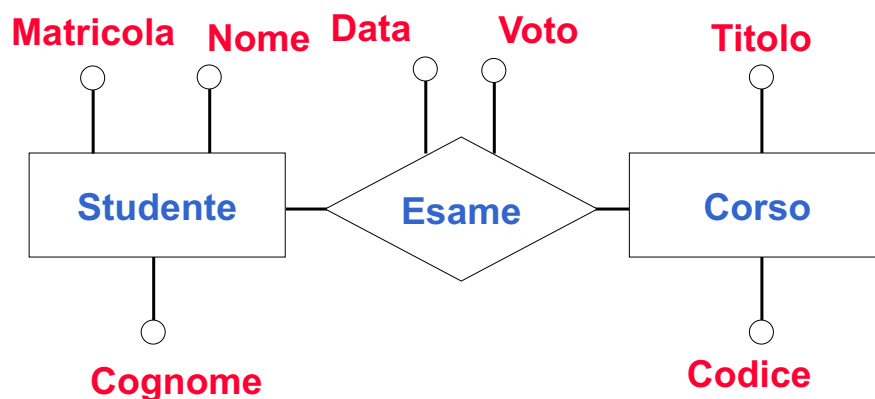 Matricola
Nome
Data
Voto
Titolo
Studente
Esame
Corso
Cognome
Codice